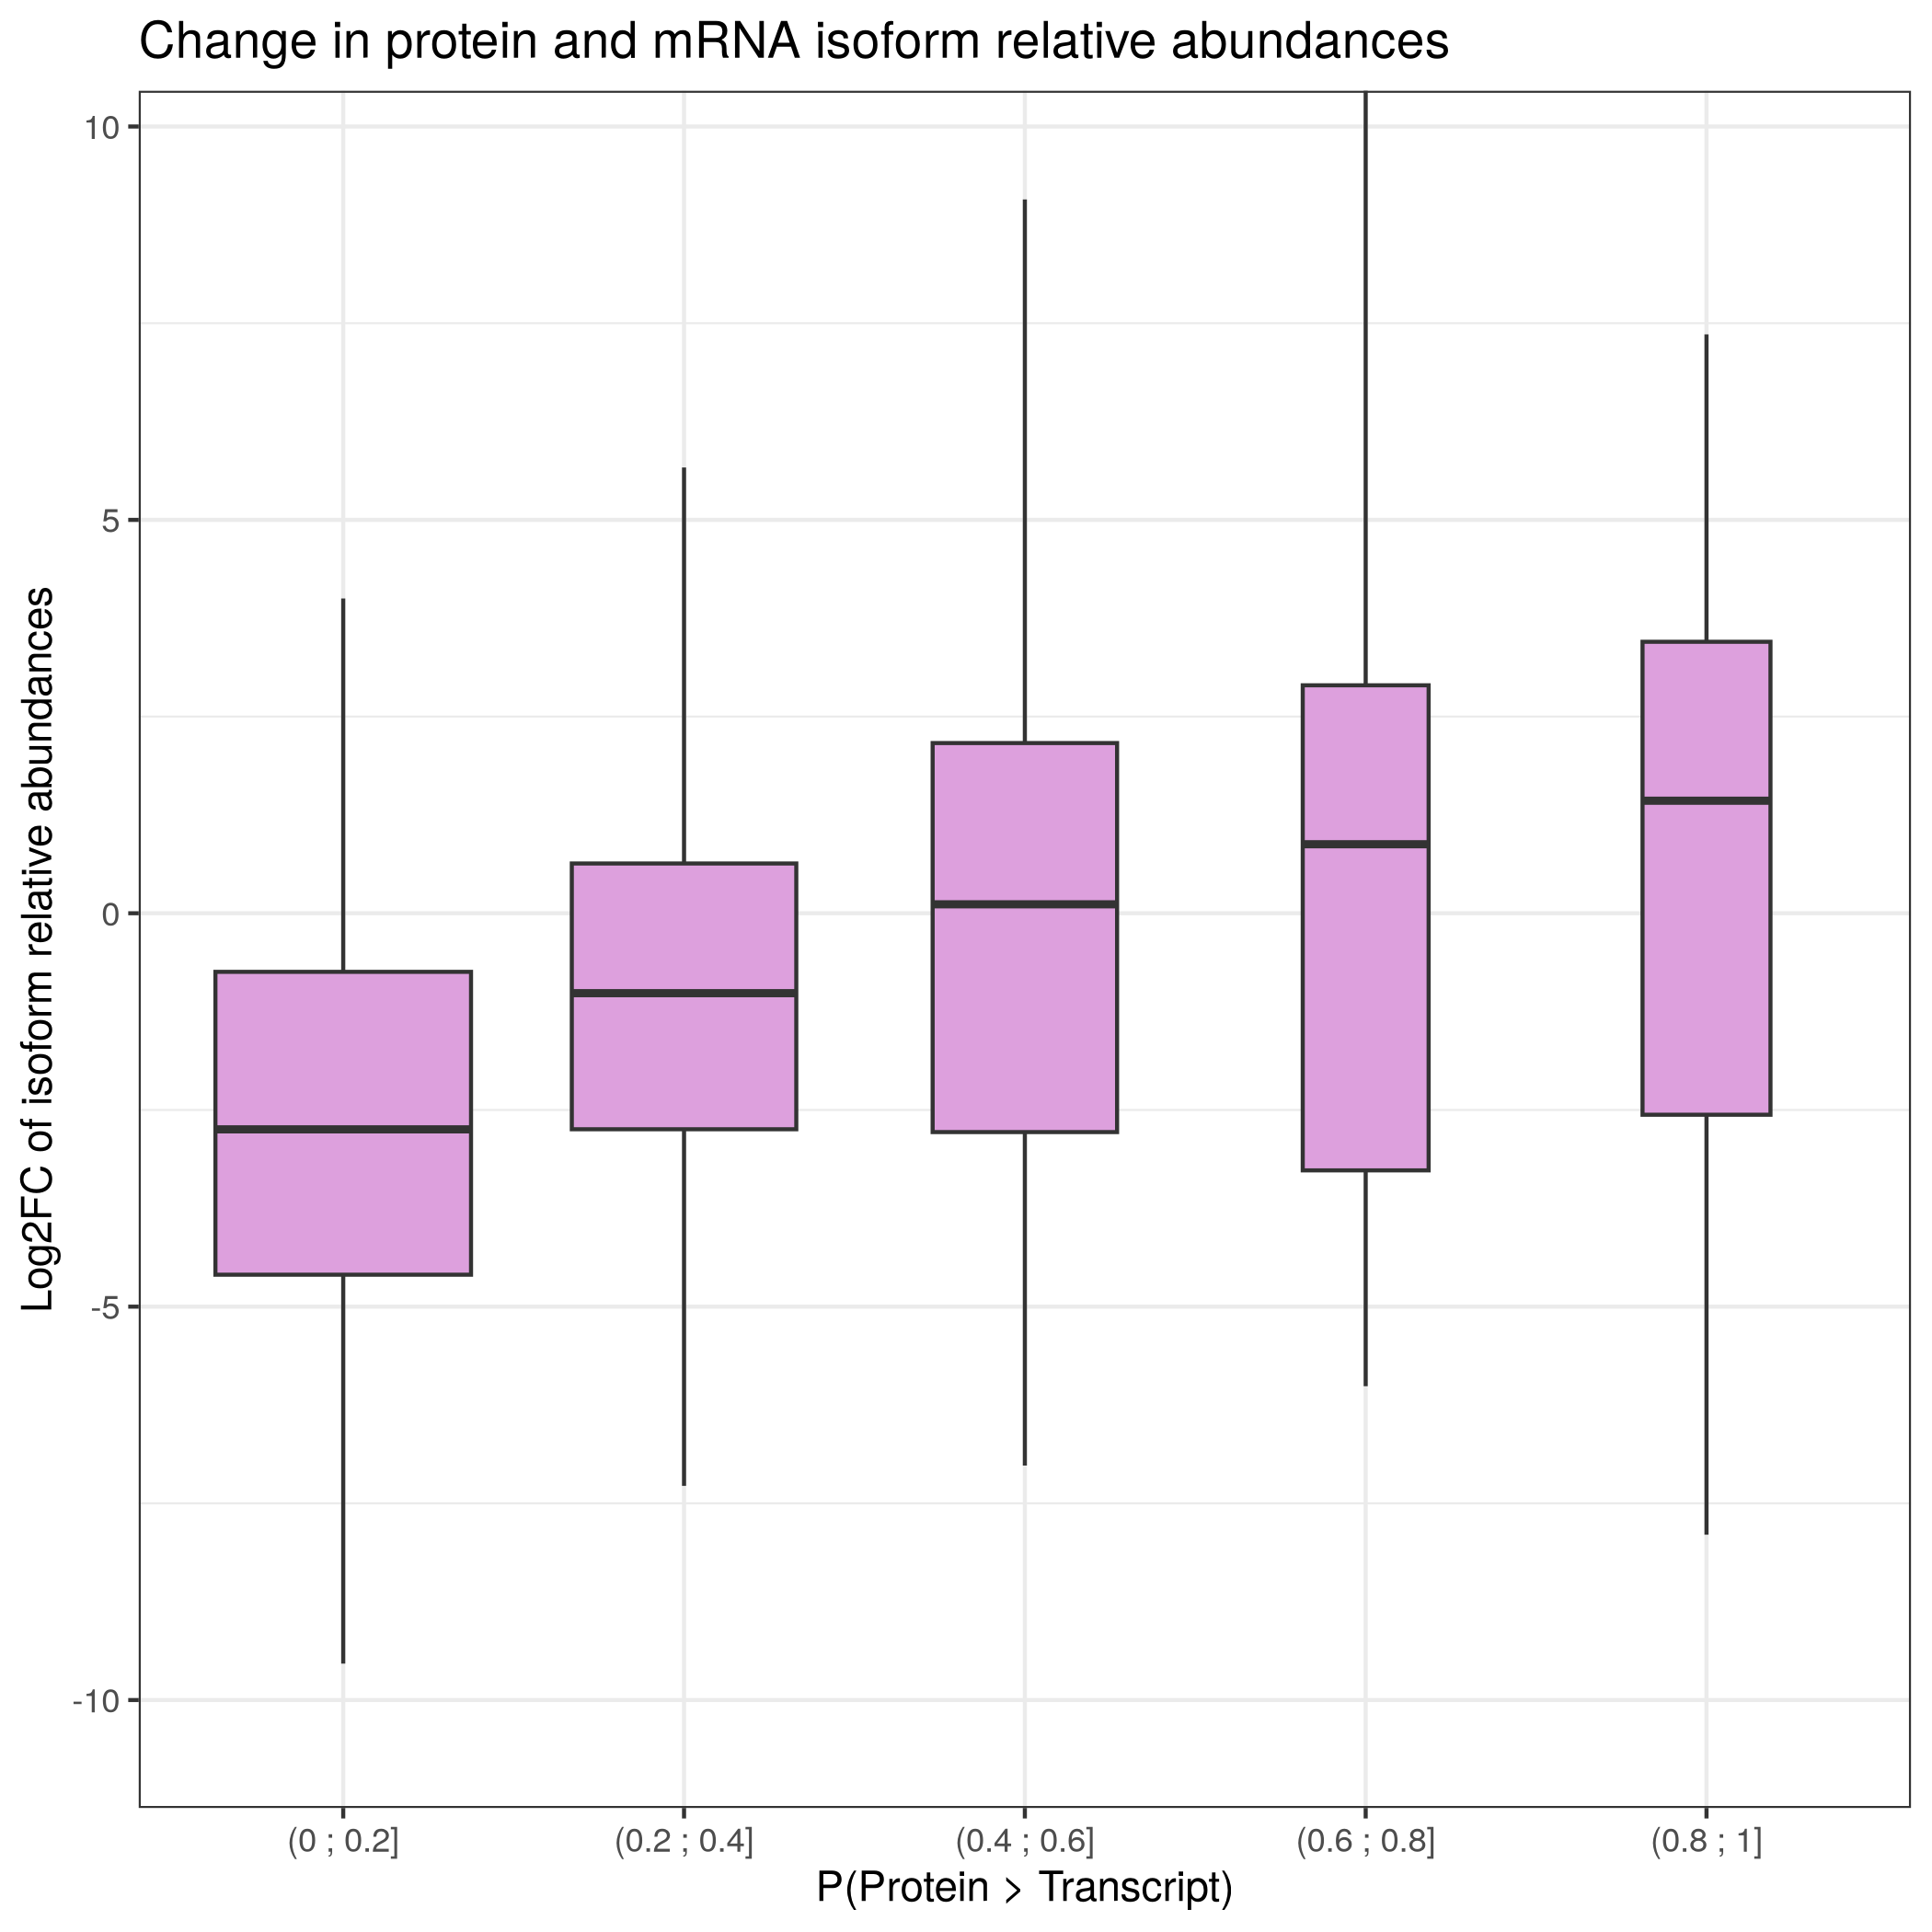 Change in protein and mRNA isoform relative abundances
Log2FC of isoform relative abundances
10
5
0
-5
-10
(0 ; 0.2]
(0.2 ; 0.4]
(0.4 ; 0.6]
(0.6 ; 0.8]
(0.8 ; 1]
P(Protein > Transcript)